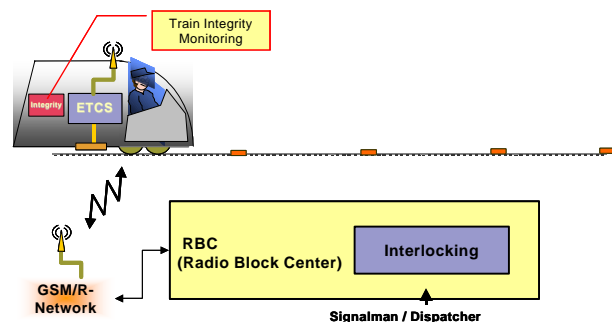 Train Integrity
Monitoring
Integrity
ETCS
RBC
(Radio Block Center)
Interlocking
GSM/R-
Network
Signalman / Dispatcher